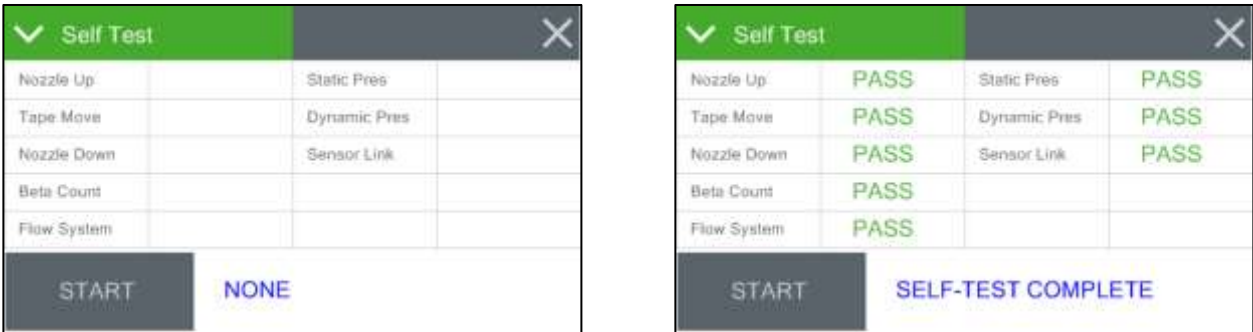 Self Test
Nozzle Up Static Pres
Tape Move Dynamic Pres
Nozzle Down Sensor Link
Beta Count
Flow System
START NONE
Self Test
Nozzle Up PASS Static Pres PASS
Tape Move PASS Dynamic Pres PASS
Nozzle Down PASS Sensor Link PASS
Beta Count PASS
Flow System PASS
START SELF-TEST COMPLETE